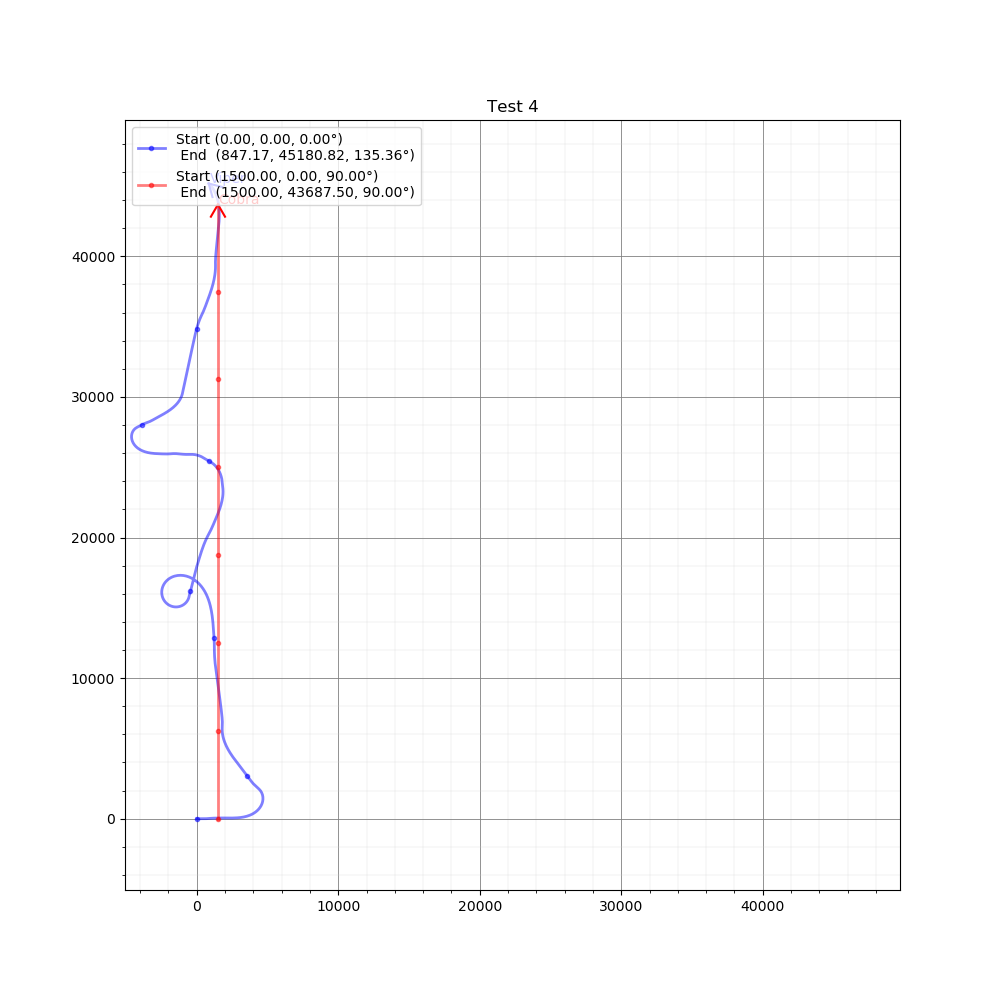 Test 4
Start (0.00, 0.00, 0.00°)
End (847.17, 45180.82, 135.36°)
Start (1500.00, 0.00, 90.00°)
End (1500.00, 43687.50, 90.00°)
Cobra
40000
30000
20000
10000
0
0 10000 20000 30000 40000